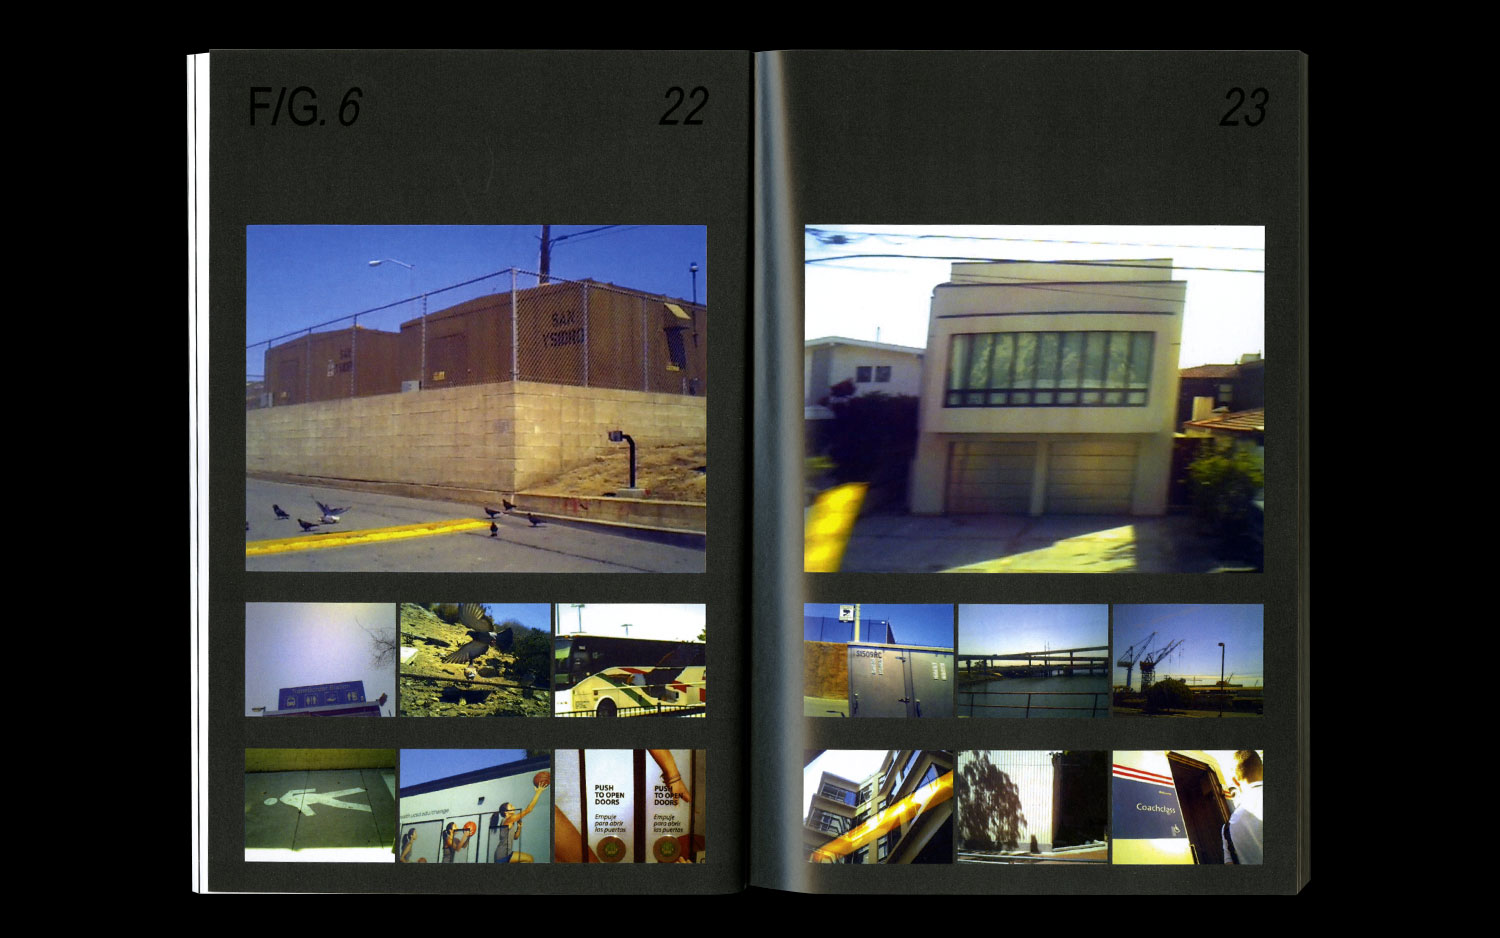 F/G. 6
22
23
SAN
YSIDRO
SAN
PUSH
TO OPEN
DOORS
Empuje
para abrir
las puertas
PUSH
TO OPEN
DOORS
Empuje
para abrir
las puertas
Coachclass